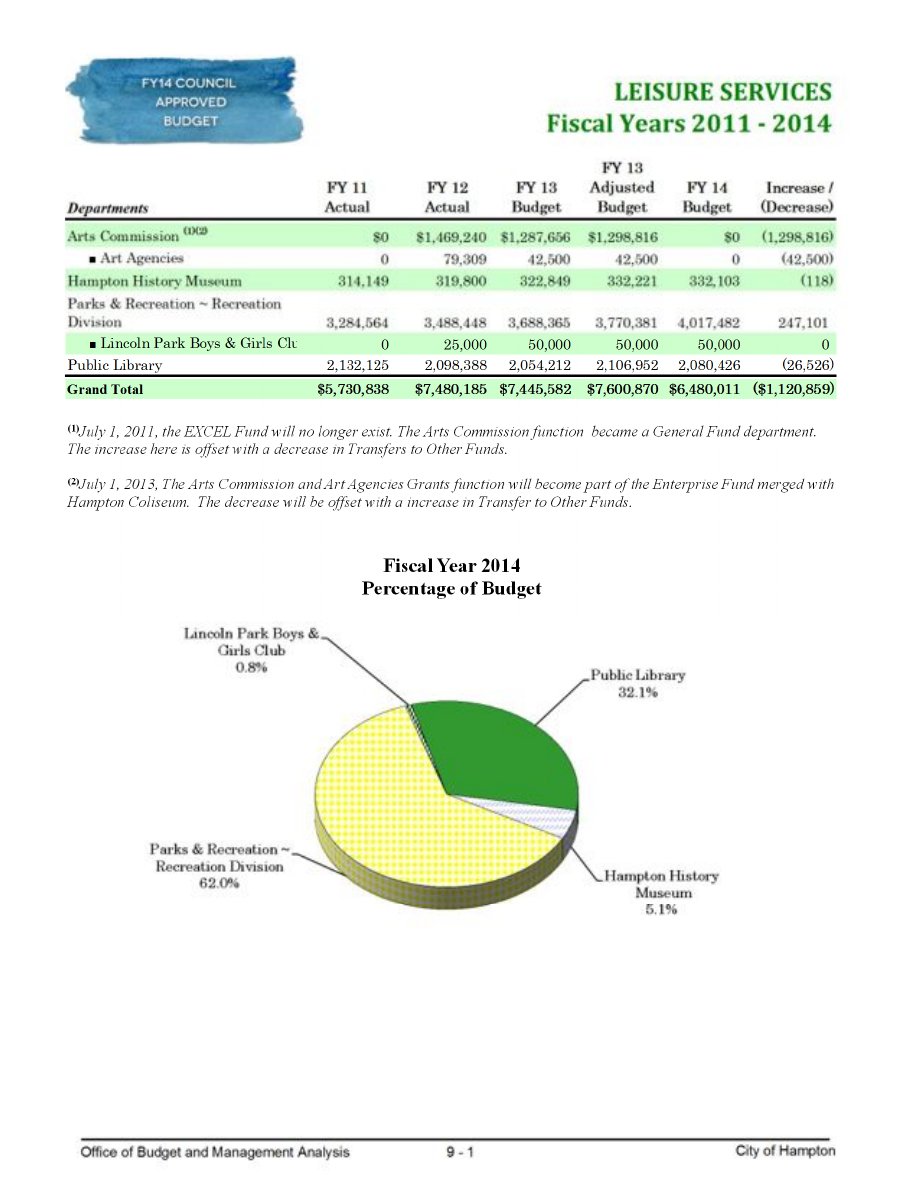 FY14 COUNCIL
APPROVED
BUDGET
LEISURE SERVICES
Fiscal Years 2011 - 2014
Departments FY 11 Actual FY 12 Actual FY 13 Budget FY 13 Adjusted Budget FY 14 Budget Increase / (Decrease)
Arts Commission (1)(2) $0 $1,469,240 $1,287,656 $1,298,816 $0 (1,298,816)
■ Art Agencies 0 79,309 42,500 42,500 0 (42,500)
Hampton History Museum 314,149 319,800 322,849 332,221 332,103 (118)
Parks & Recreation ~ Recreation
Division 3,284,564 3,488,448 3,688,365 3,770,381 4,017,482 247,101
■ Lincoln Park Boys & Girls Clu 0 25,000 50,000 50,000 50,000 0
Public Library 2,132,125 2,098,388 2,054,212 2,106,952 2,080,426 (26,526)
Grand Total $5,730,838 $7,480,185 $7,445,582 $7,600,870 $6,480,011 ($1,120,859)
(1)July 1, 2011, the EXCEL Fund will no longer exist. The Arts Commission function became a General Fund department.
The increase here is offset with a decrease in Transfers to Other Funds.
(2)July 1, 2013, The Arts Commission and Art Agencies Grants function will become part of the Enterprise Fund merged with
Hampton Coliseum. The decrease will be offset with a increase in Transfer to Other Funds.
Fiscal Year 2014
Percentage of Budget
Lincoln Park Boys &
Girls Club
0.8%
Public Library
32.1%
Parks & Recreation ~
Recreation Division
62.0%
Hampton History
Museum
5.1%
Office of Budget and Management Analysis 9 - 1 City of Hampton